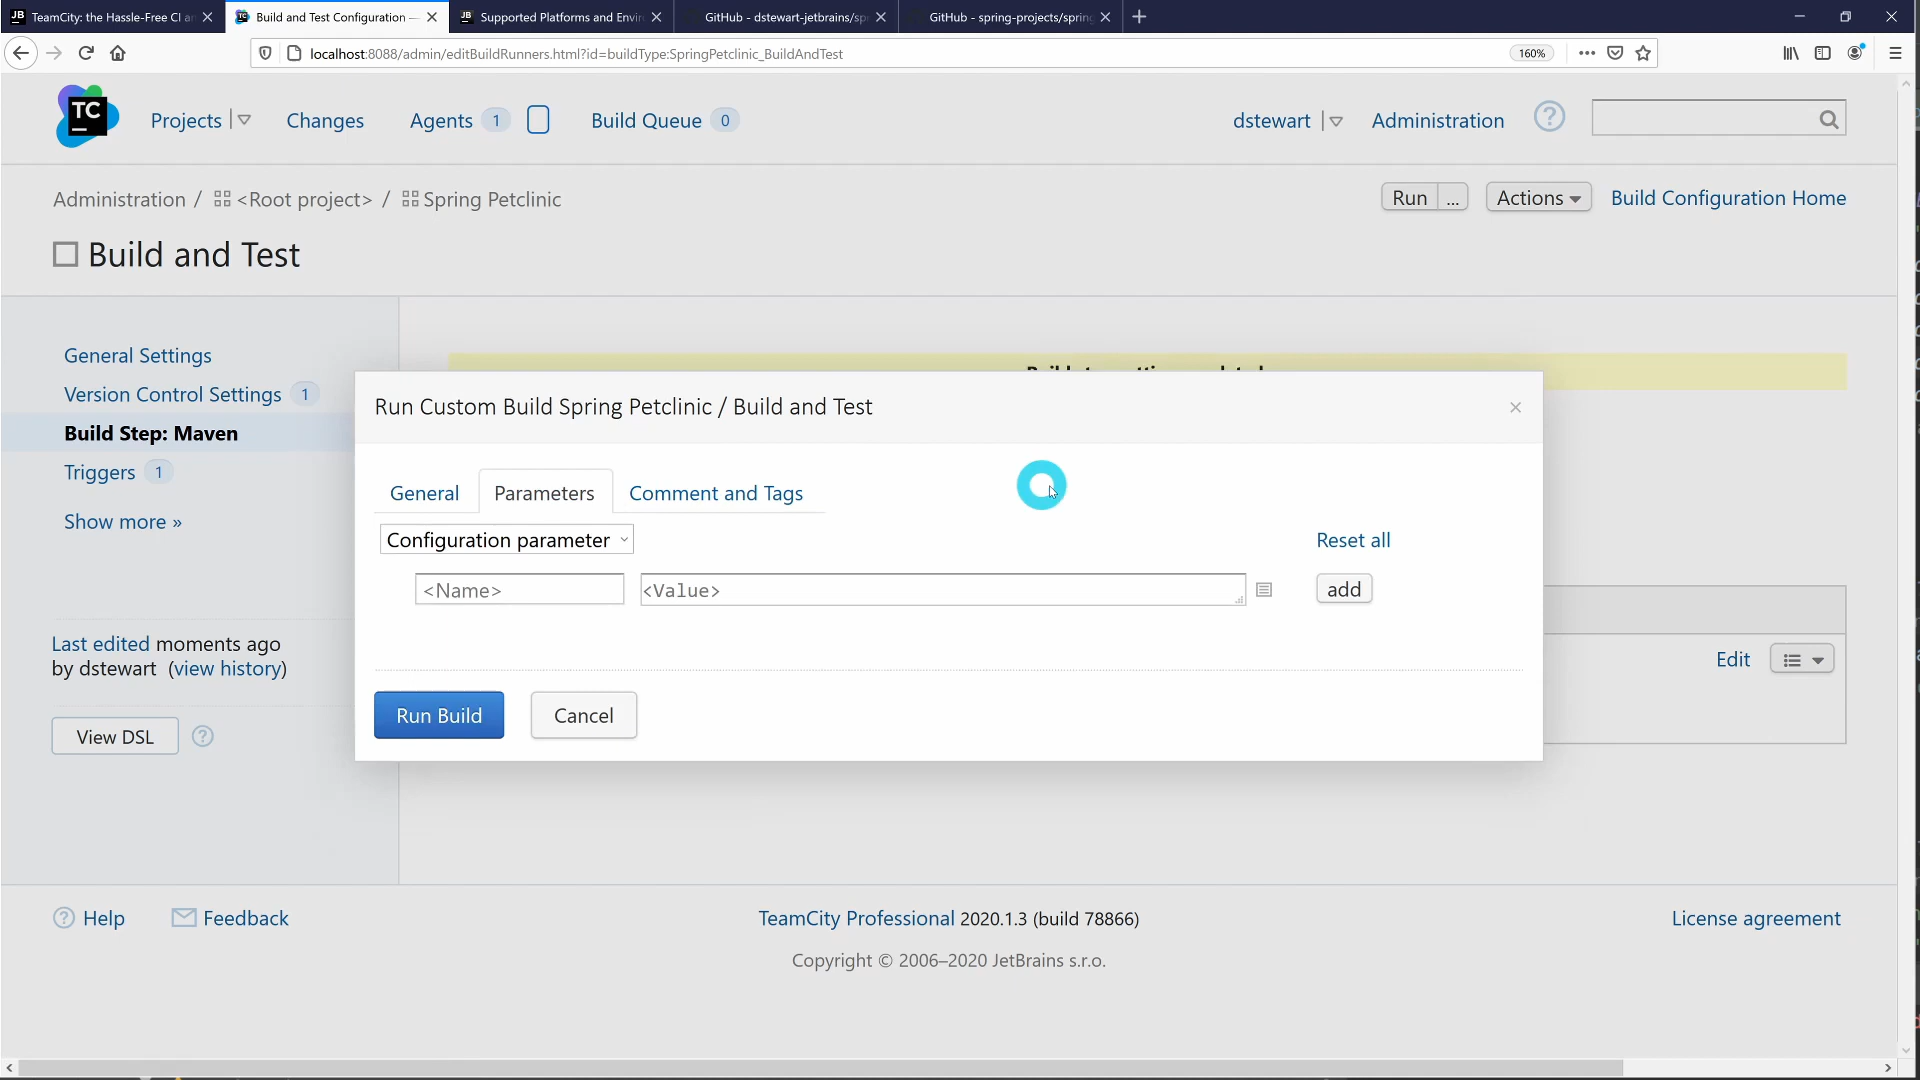 JB TeamCity: the Hassle-Free CI an
Build and Test Configuration —
JB Supported Platforms and Envir
GitHub - dstewart-jetbrains/sp
GitHub - spring-projects/spring
localhost:8088/admin/editBuildRunners.html?id=buildType:SpringPetclinic_BuildAndTest
160%
TC
Projects
Changes
Agents 1
Build Queue 0
dstewart
Administration
?
Administration / <Root project> / Spring Petclinic
Run ...
Actions
Build Configuration Home
Build and Test
General Settings
Version Control Settings 1
Build Step: Maven
Triggers 1
Show more »
Last edited moments ago
by dstewart (view history)
View DSL ?
Run Custom Build Spring Petclinic / Build and Test
×
General
Parameters
Comment and Tags
Configuration parameter
Reset all
<Name>
<Value>
add
Run Build
Cancel
Edit
? Help
Feedback
TeamCity Professional 2020.1.3 (build 78866)
License agreement
Copyright © 2006–2020 JetBrains s.r.o.